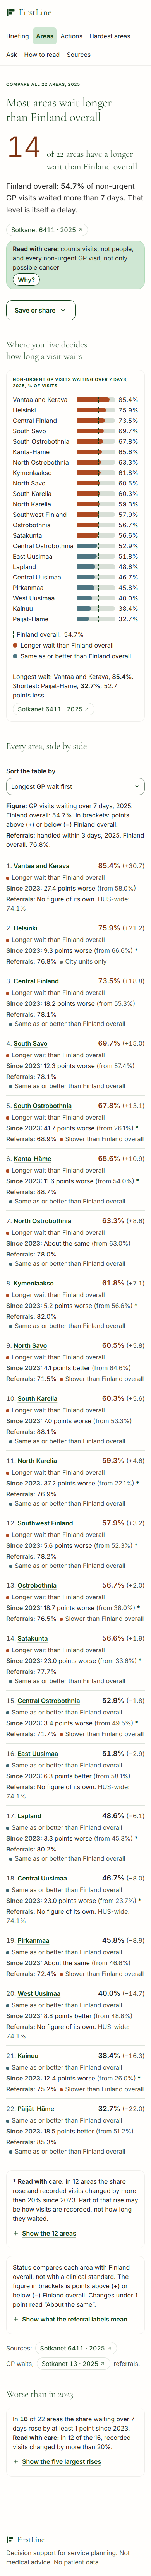 FirstLine
Briefing Areas Actions Hardest areas
Ask How to read Sources
COMPARE ALL 22 AREAS, 2025
Most areas wait longer
than Finland overall
14 of 22 areas have a longer
wait than Finland overall
Finland overall: 54.7% of non-urgent
GP visits waited more than 7 days. That
level is itself a delay.
Sotkanet 6411 · 2025 ↗
Read with care: counts visits, not people,
and every non-urgent GP visit, not only
possible cancer
Why?
Save or share
Where you live decides
how long a visit waits
NON-URGENT GP VISITS WAITING OVER 7 DAYS,
2025, % OF VISITS
Vantaa and Kerava 85.4%
Helsinki 75.9%
Central Finland 73.5%
South Savo 69.7%
South Ostrobothnia 67.8%
Kanta-Häme 65.6%
North Ostrobothnia 63.3%
Kymenlaakso 61.8%
North Savo 60.5%
South Karelia 60.3%
North Karelia 59.3%
Southwest Finland 57.9%
Ostrobothnia 56.7%
Satakunta 56.6%
Central Ostrobothnia 52.9%
East Uusimaa 51.8%
Lapland 48.6%
Central Uusimaa 46.7%
Pirkanmaa 45.8%
West Uusimaa 40.0%
Kainuu 38.4%
Päijät-Häme 32.7%
Finland overall: 54.7%
Longer wait than Finland overall
Same as or better than Finland overall
Longest wait: Vantaa and Kerava, 85.4%.
Shortest: Päijät-Häme, 32.7%, 52.7
points less.
Sotkanet 6411 · 2025 ↗
Every area, side by side
Sort the table by
Longest GP wait first
Figure: GP visits waiting over 7 days, 2025.
Finland overall: 54.7%. In brackets: points
above (+) or below (−) Finland overall.
Referrals: handled within 3 days, 2025. Finland
overall: 76.8%.
1. Vantaa and Kerava 85.4% (+30.7)
Longer wait than Finland overall
Since 2023: 27.4 points worse (from 58.0%)
Referrals: No figure of its own. HUS-wide:
74.1%
2. Helsinki 75.9% (+21.2)
Longer wait than Finland overall
Since 2023: 9.3 points worse (from 66.6%) *
Referrals: 76.8% City units only
3. Central Finland 73.5% (+18.8)
Longer wait than Finland overall
Since 2023: 18.2 points worse (from 55.3%)
Referrals: 78.1%
Same as or better than Finland overall
4. South Savo 69.7% (+15.0)
Longer wait than Finland overall
Since 2023: 12.3 points worse (from 57.4%)
Referrals: 78.1%
Same as or better than Finland overall
5. South Ostrobothnia 67.8% (+13.1)
Longer wait than Finland overall
Since 2023: 41.7 points worse (from 26.1%) *
Referrals: 68.9% Slower than Finland overall
6. Kanta-Häme 65.6% (+10.9)
Longer wait than Finland overall
Since 2023: 11.6 points worse (from 54.0%) *
Referrals: 88.7%
Same as or better than Finland overall
7. North Ostrobothnia 63.3% (+8.6)
Longer wait than Finland overall
Since 2023: About the same (from 63.0%)
Referrals: 78.0%
Same as or better than Finland overall
8. Kymenlaakso 61.8% (+7.1)
Longer wait than Finland overall
Since 2023: 5.2 points worse (from 56.6%) *
Referrals: 82.0%
Same as or better than Finland overall
9. North Savo 60.5% (+5.8)
Longer wait than Finland overall
Since 2023: 4.1 points better (from 64.6%)
Referrals: 71.5% Slower than Finland overall
10. South Karelia 60.3% (+5.6)
Longer wait than Finland overall
Since 2023: 7.0 points worse (from 53.3%)
Referrals: 88.1%
Same as or better than Finland overall
11. North Karelia 59.3% (+4.6)
Longer wait than Finland overall
Since 2023: 37.2 points worse (from 22.1%) *
Referrals: 76.9%
Same as or better than Finland overall
12. Southwest Finland 57.9% (+3.2)
Longer wait than Finland overall
Since 2023: 5.6 points worse (from 52.3%) *
Referrals: 78.2%
Same as or better than Finland overall
13. Ostrobothnia 56.7% (+2.0)
Longer wait than Finland overall
Since 2023: 18.7 points worse (from 38.0%) *
Referrals: 76.5% Slower than Finland overall
14. Satakunta 56.6% (+1.9)
Longer wait than Finland overall
Since 2023: 23.0 points worse (from 33.6%) *
Referrals: 77.7%
Same as or better than Finland overall
15. Central Ostrobothnia 52.9% (−1.8)
Same as or better than Finland overall
Since 2023: 3.4 points worse (from 49.5%) *
Referrals: 71.7% Slower than Finland overall
16. East Uusimaa 51.8% (−2.9)
Same as or better than Finland overall
Since 2023: 6.3 points better (from 58.1%)
Referrals: No figure of its own. HUS-wide:
74.1%
17. Lapland 48.6% (−6.1)
Same as or better than Finland overall
Since 2023: 3.3 points worse (from 45.3%) *
Referrals: 80.2%
Same as or better than Finland overall
18. Central Uusimaa 46.7% (−8.0)
Same as or better than Finland overall
Since 2023: 23.0 points worse (from 23.7%) *
Referrals: No figure of its own. HUS-wide:
74.1%
19. Pirkanmaa 45.8% (−8.9)
Same as or better than Finland overall
Since 2023: About the same (from 46.6%)
Referrals: 72.4% Slower than Finland overall
20. West Uusimaa 40.0% (−14.7)
Same as or better than Finland overall
Since 2023: 8.8 points better (from 48.8%)
Referrals: No figure of its own. HUS-wide:
74.1%
21. Kainuu 38.4% (−16.3)
Same as or better than Finland overall
Since 2023: 12.4 points worse (from 26.0%) *
Referrals: 75.2% Slower than Finland overall
22. Päijät-Häme 32.7% (−22.0)
Same as or better than Finland overall
Since 2023: 18.5 points better (from 51.2%)
Referrals: 85.3%
Same as or better than Finland overall
* Read with care: in 12 areas the share
rose and recorded visits changed by more
than 20% since 2023. Part of that rise may
be how visits are recorded, not how long
they waited.
+ Show the 12 areas
Status compares each area with Finland
overall, not with a clinical standard. The
figure in brackets is points above (+) or
below (−) Finland overall. Changes under 1
point read “About the same”.
+ Show what the referral labels mean
Sources: Sotkanet 6411 · 2025 ↗
GP waits, Sotkanet 13 · 2025 ↗ referrals.
Worse than in 2023
In 16 of 22 areas the share waiting over 7
days rose by at least 1 point since 2023.
Read with care: in 12 of the 16, recorded
visits changed by more than 20%.
+ Show the five largest rises
FirstLine
Decision support for service planning. Not
medical advice. No patient data.